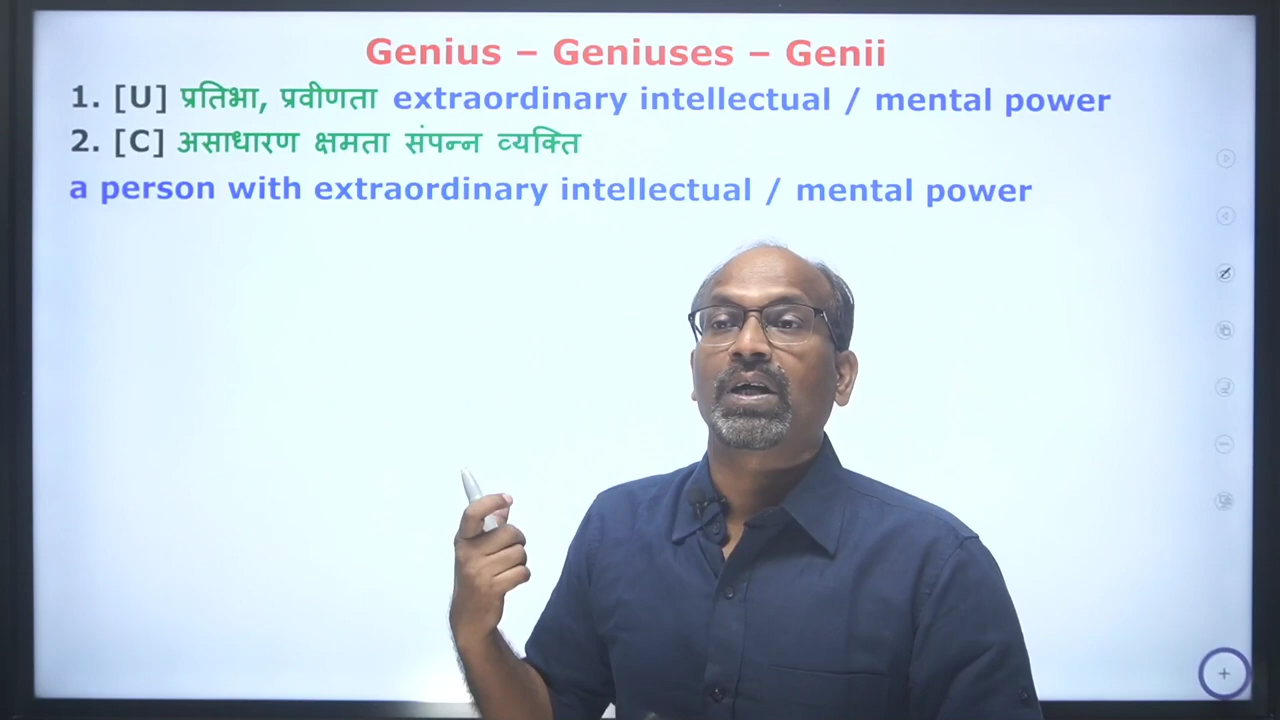 Genius – Geniuses – Genii
1. [U] प्रतिभा, प्रवीणता extraordinary intellectual / mental power
2. [C] असाधारण क्षमता संपन्न व्यक्ति
a person with extraordinary intellectual / mental power